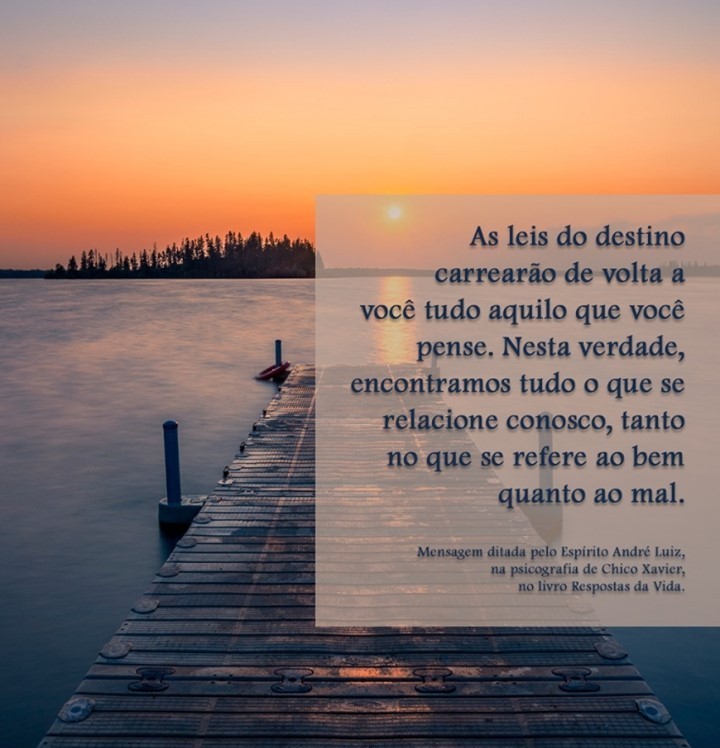 As leis do destino
carrearão de volta a
você tudo aquilo que você
pense. Nesta verdade,
encontramos tudo o que se
relacione conosco, tanto
no que se refere ao bem
quanto ao mal.
Mensagem ditada pelo Espírito André Luiz,
na psicografia de Chico Xavier,
no livro Respostas da Vida.